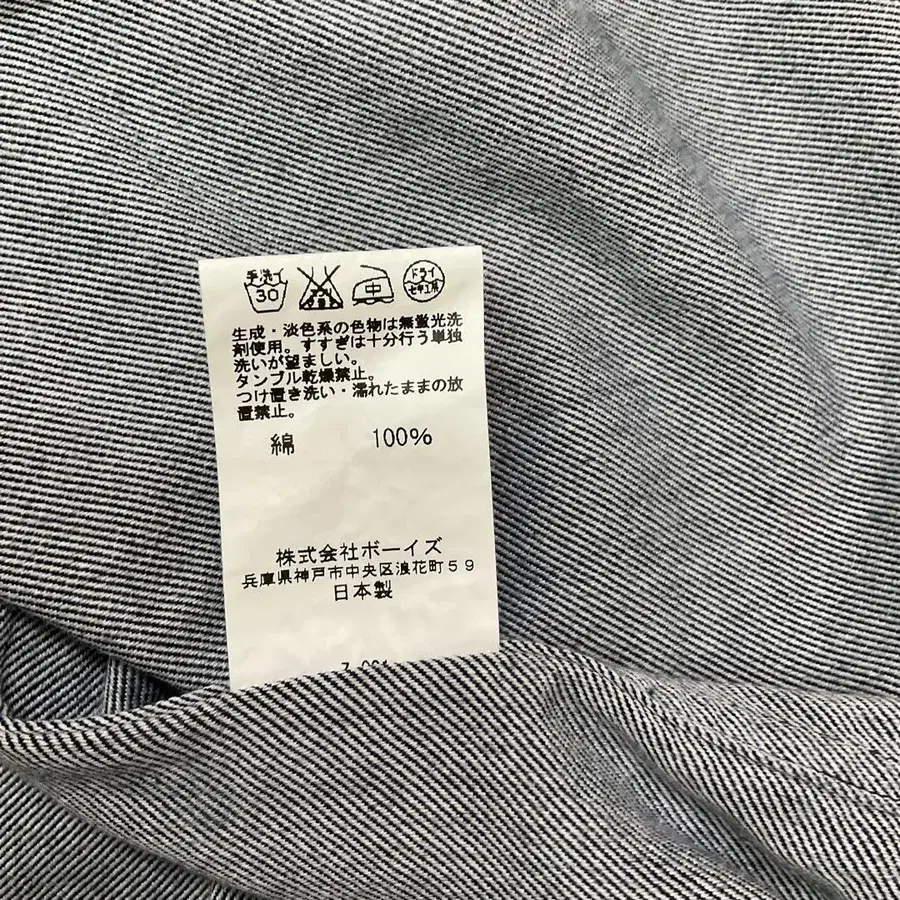 手洗イ
30
中
ドライ
セキユ系
生成・淡色系の色物は無蛍光洗
剤使用。すすぎは十分行う単独
洗いが望ましい。
タンブル乾燥禁止。
つけ置き洗い・濡れたままの放
置禁止。
綿 100%
株式会社ボーイズ
兵庫県神戸市中央区浪花町59
日本製